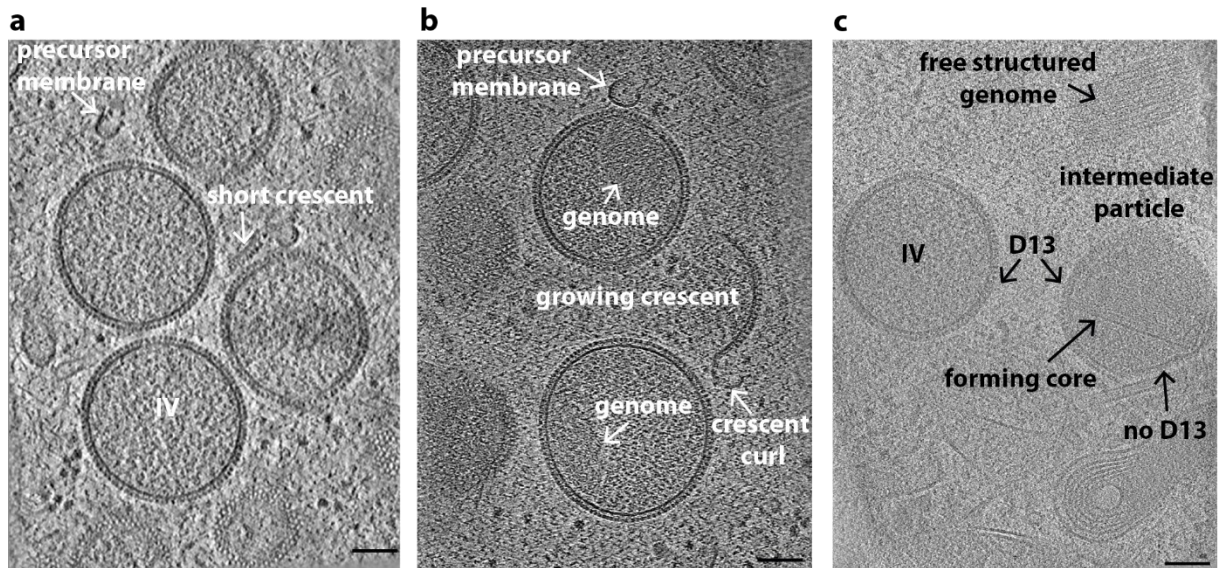 a
precursor
membrane
short crescent
IV
b
precursor
membrane
genome
growing crescent
genome
crescent
curl
c
free structured
genome
intermediate
particle
IV
D13
forming core
no D13